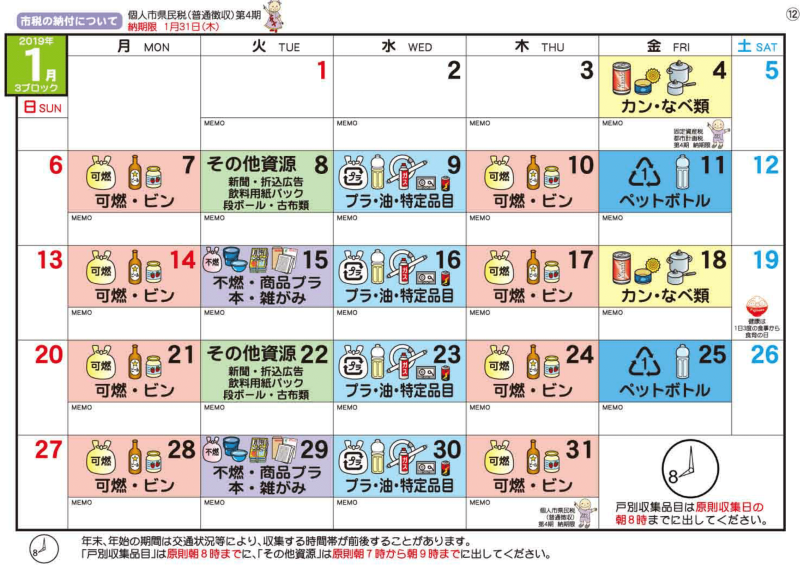 市税の納付について
個人市県民税(普通徴収)第4期
納期限 1月31日(木)
⑫
2019年
1月
3ブロック
日 SUN
月 MON
火 TUE
水 WED
木 THU
金 FRI
土 SAT
1
MEMO
2
MEMO
3
MEMO
4
カン・なべ類
MEMO
固定資産税
都市計画税
第4期 納期限
5
6
可燃
7
可燃・ビン
MEMO
その他資源 8
新聞・折込広告
飲料用紙パック
段ボール・古布類
MEMO
プラ
9
プラ・油・特定品目
MEMO
可燃
10
可燃・ビン
MEMO
1
11
ペットボトル
MEMO
12
13
可燃
14
可燃・ビン
MEMO
不燃
15
不燃・商品プラ
本・雑がみ
MEMO
プラ
16
プラ・油・特定品目
MEMO
可燃
17
可燃・ビン
MEMO
18
カン・なべ類
MEMO
19
健康は
1日3度の食事から
食育の日
20
可燃
21
可燃・ビン
MEMO
その他資源 22
新聞・折込広告
飲料用紙パック
段ボール・古布類
MEMO
プラ
23
プラ・油・特定品目
MEMO
可燃
24
可燃・ビン
MEMO
1
25
ペットボトル
MEMO
26
27
可燃
28
可燃・ビン
MEMO
不燃
29
不燃・商品プラ
本・雑がみ
MEMO
プラ
30
プラ・油・特定品目
MEMO
可燃
31
可燃・ビン
MEMO
個人市県民税
(普通徴収)
第4期 納期限
8
戸別収集品目は原則収集日の
朝8時までに出してください。
8
年末、年始の期間は交通状況等により、収集する時間帯が前後することがあります。
「戸別収集品目」は原則朝8時までに、「その他資源」は原則朝7時から朝9時までに出してください。